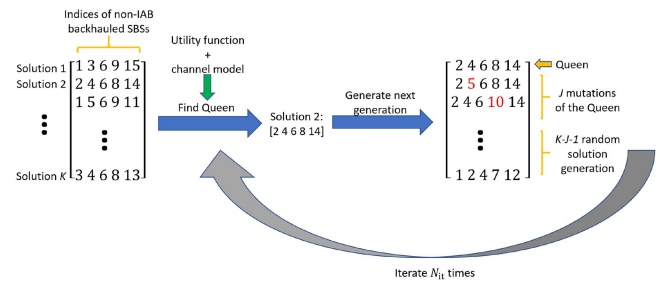 Indices of non-IAB
backhauled SBSs
Solution 1
1 3 6 9 15
Solution 2
2 4 6 8 14
1 5 6 9 11
Solution K
3 4 6 8 13
Utility function
+
channel model
Find Queen
Solution 2:
[2 4 6 8 14]
Generate next
generation
2 4 6 8 14
2 5 6 8 14
2 4 6 10 14
1 2 4 7 12
Queen
J mutations
of the Queen
K-J-1 random
solution
generation
Iterate Nit times